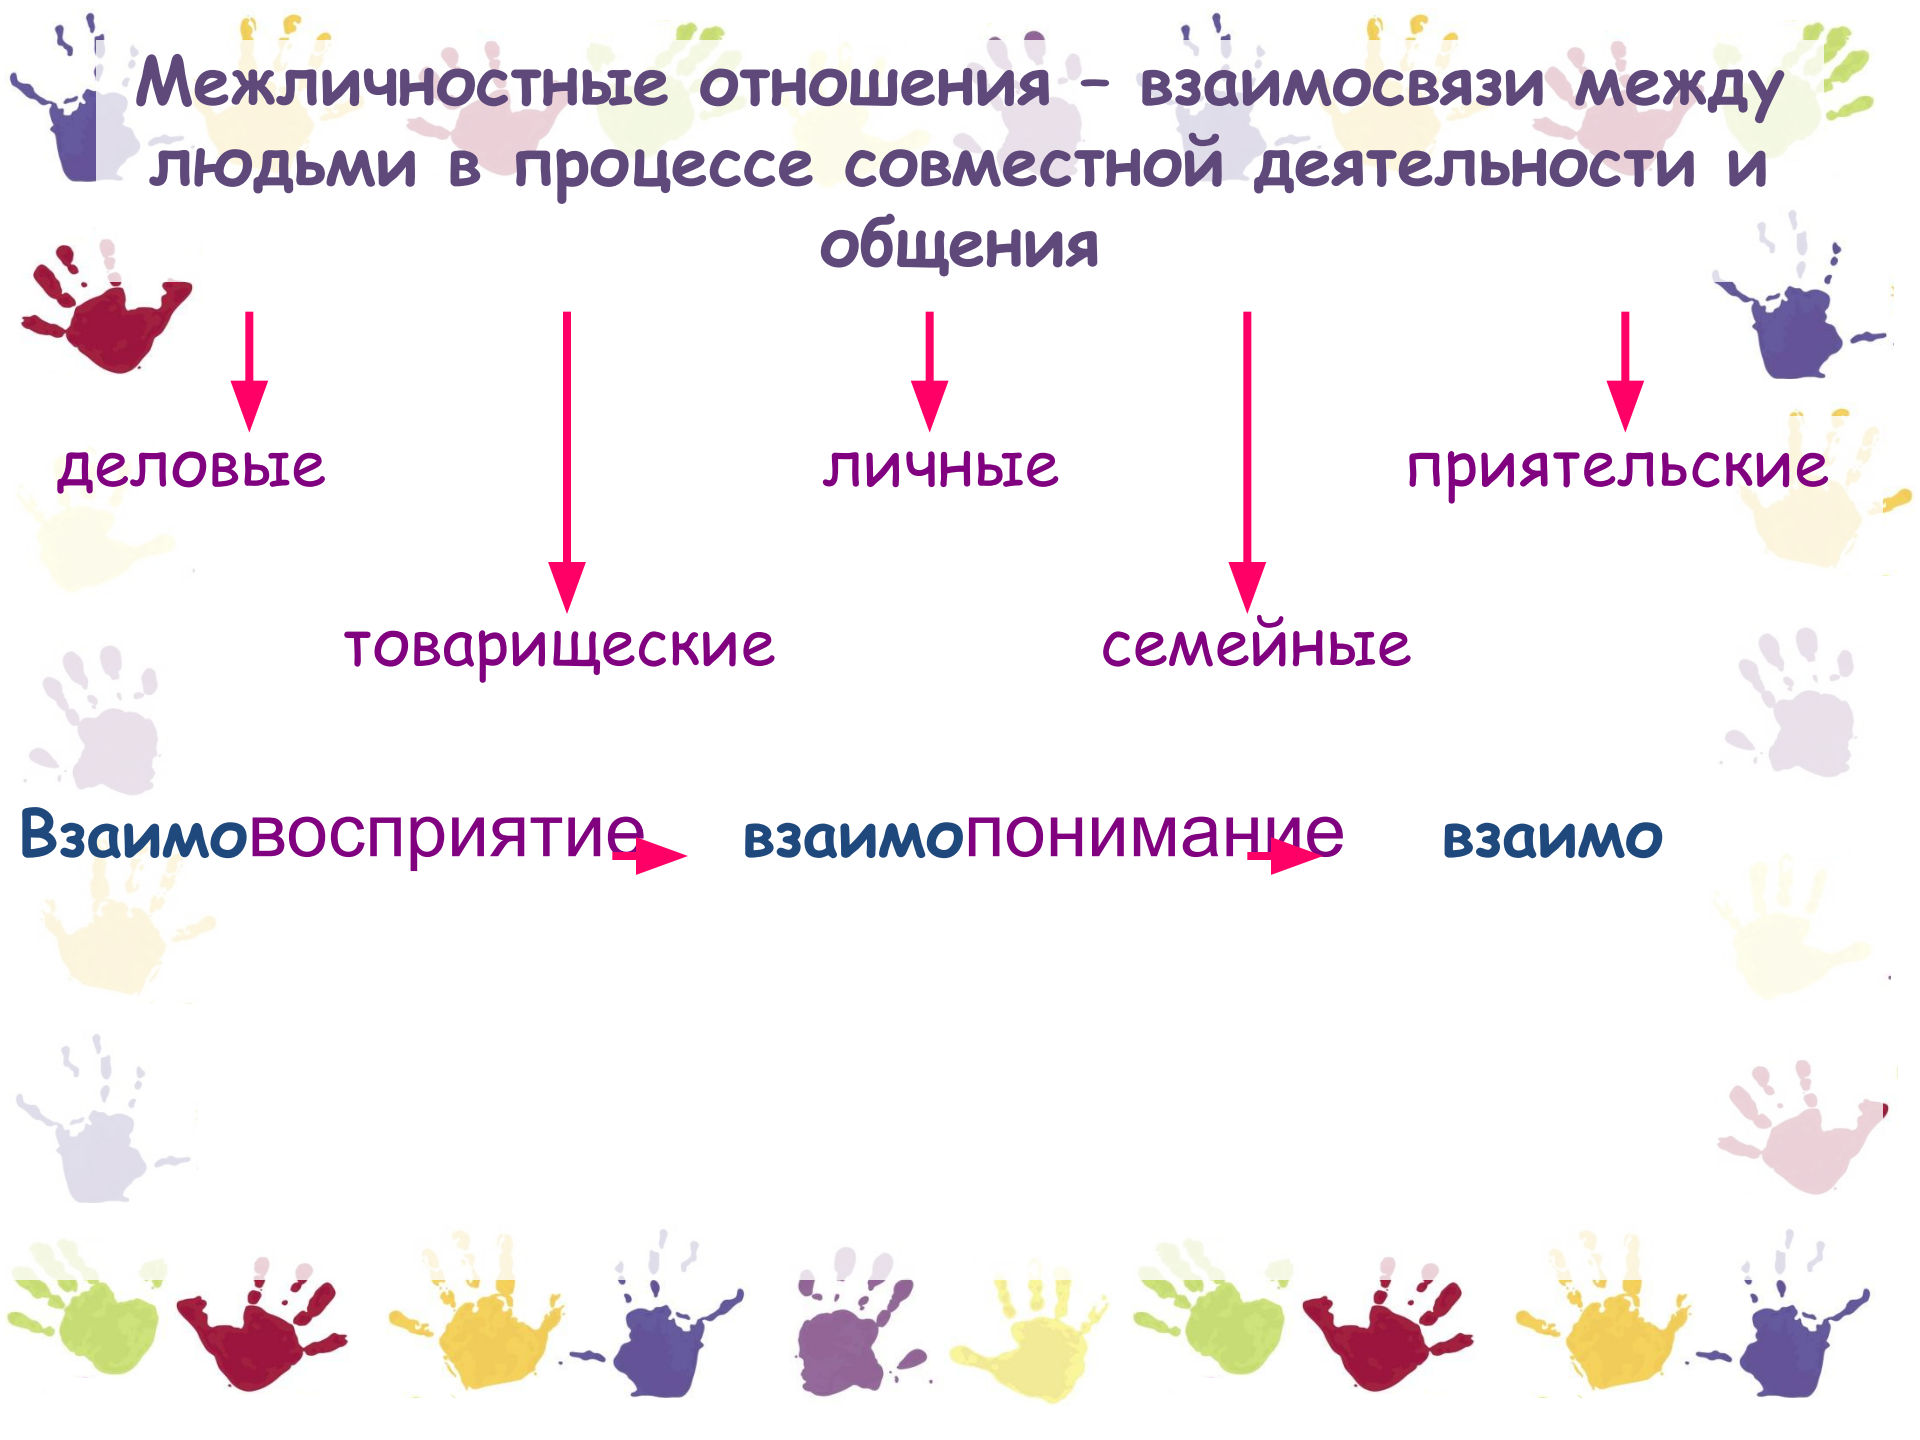 Межличностные отношения – взаимосвязи между
людьми в процессе совместной деятельности и
общения
деловые личные приятельские
товарищеские семейные
Взаимовосприятие взаимопонимание взаимо